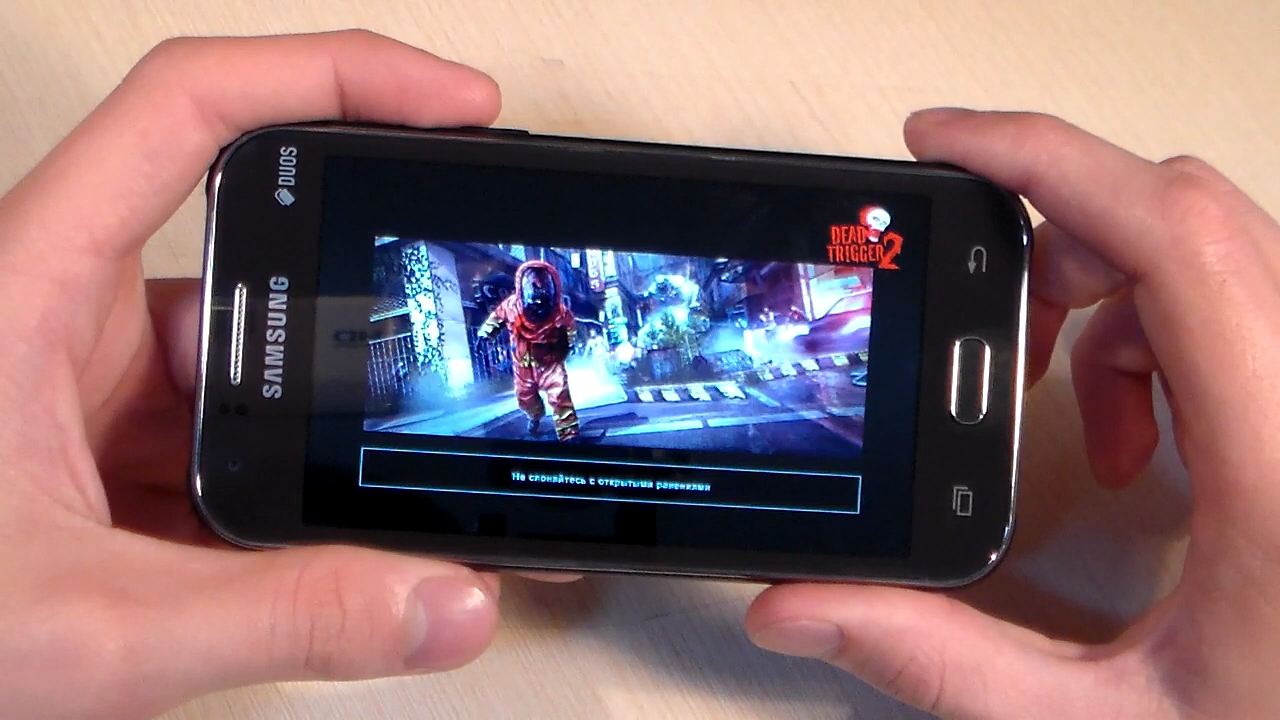 DUOS
SAMSUNG
DEAD
TRIGGER 2
Не слоняйтесь с открытыми ранениями